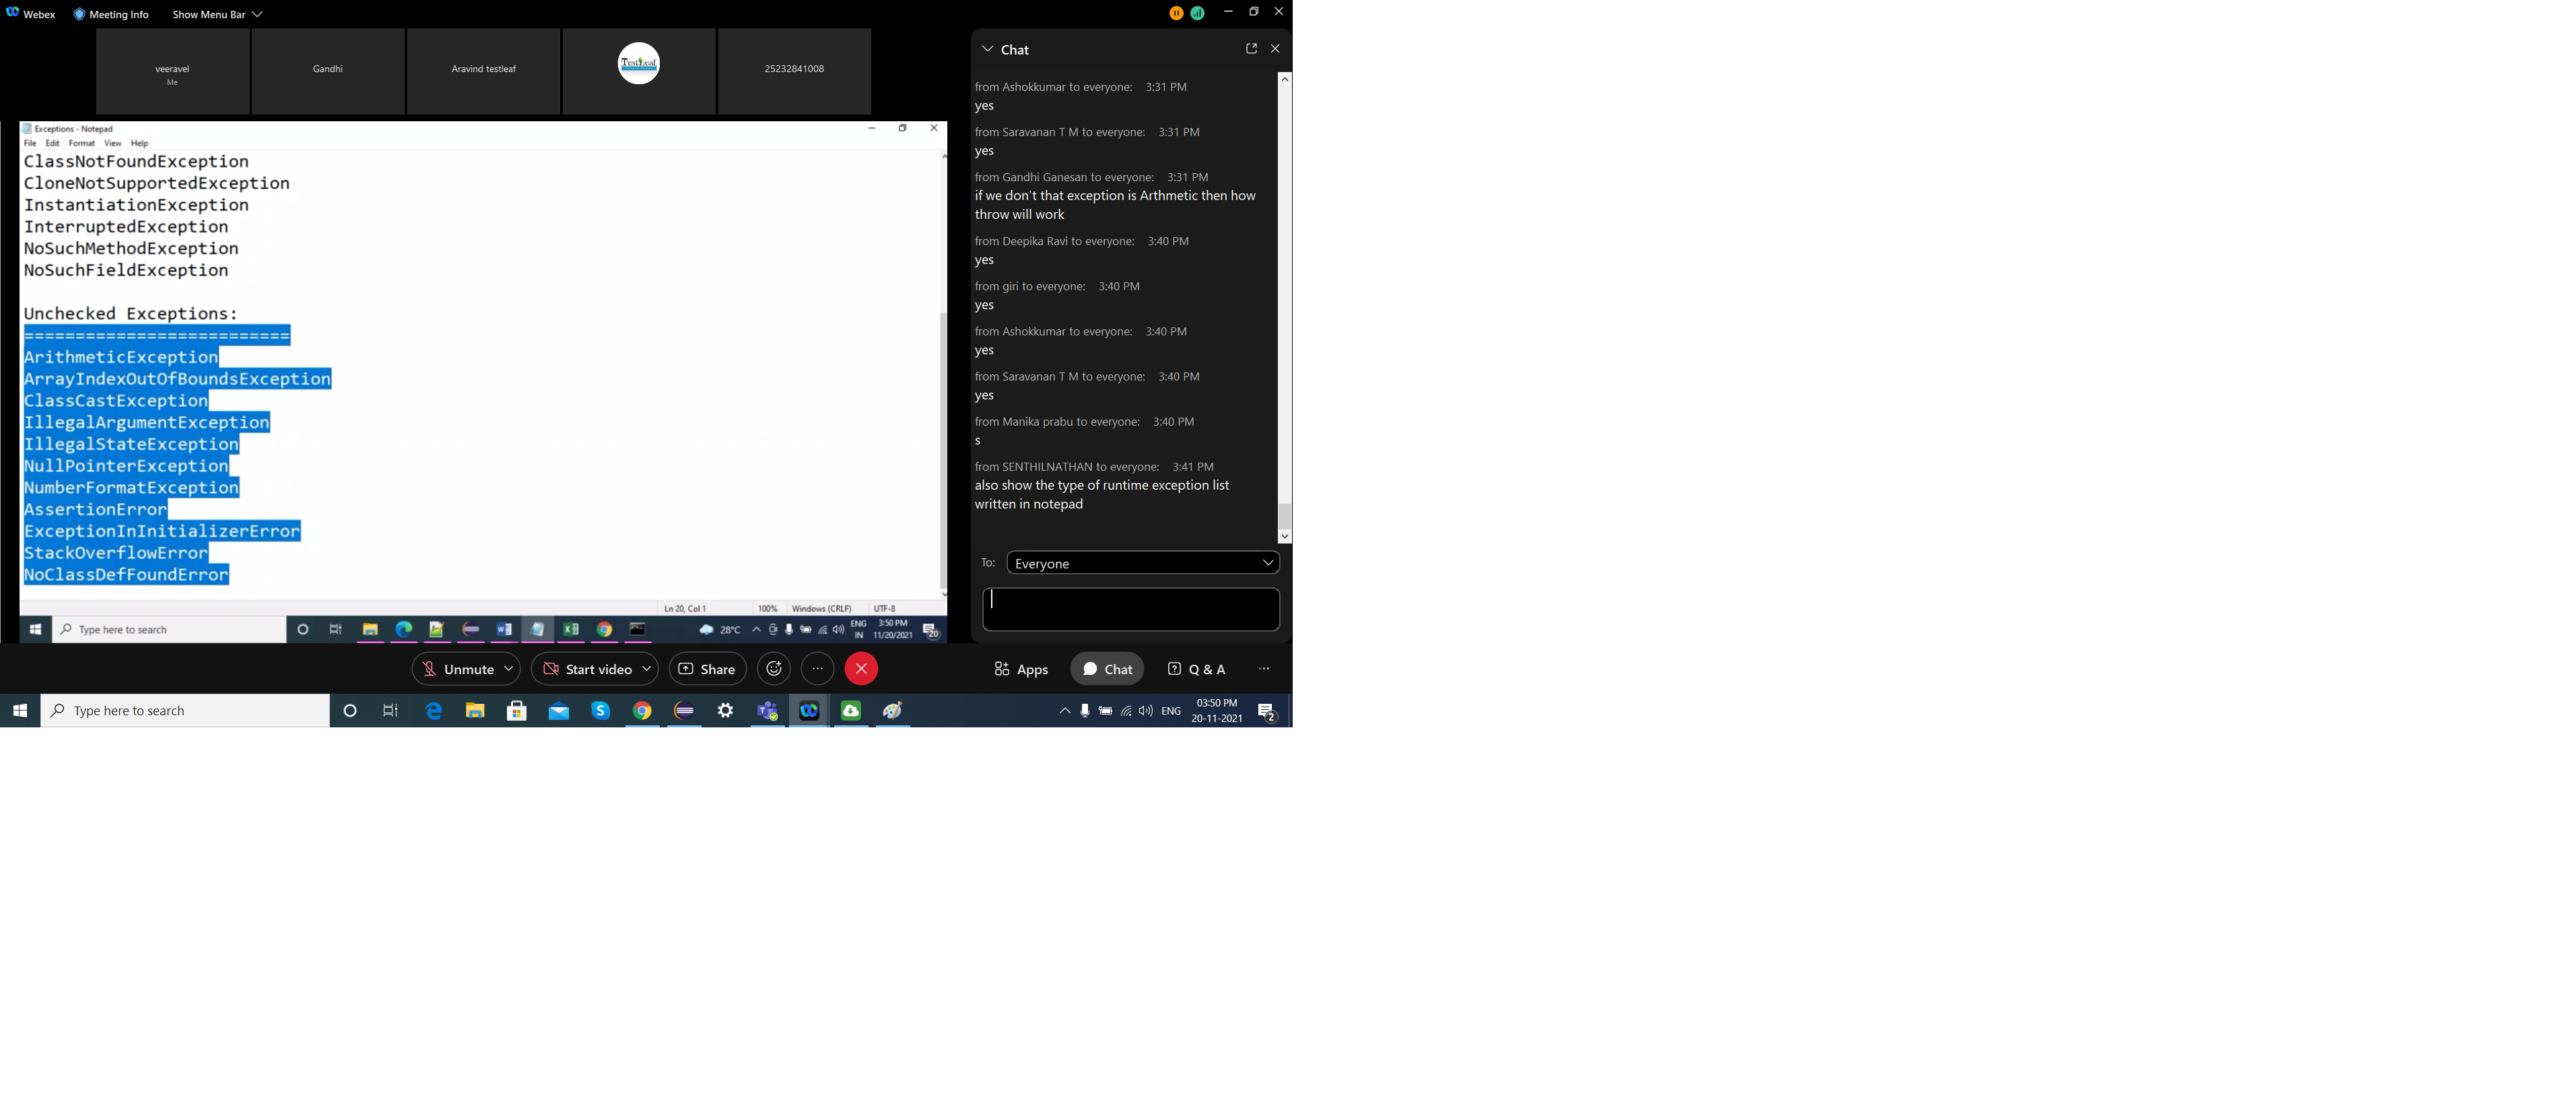 Webex
Meeting Info
Show Menu Bar
veeravel
Me
Gandhi
Aravind testleaf
TestLeaf
25232841008
Exceptions - Notepad
File Edit Format View Help
ClassNotFoundException
CloneNotSupportedException
InstantiationException
InterruptedException
NoSuchMethodException
NoSuchFieldException
Unchecked Exceptions:
==========================
ArithmeticException
ArrayIndexOutOfBoundsException
ClassCastException
IllegalArgumentException
IllegalStateException
NullPointerException
NumberFormatException
AssertionError
ExceptionInInitializerError
StackOverflowError
NoClassDefFoundError
Ln 20, Col 1 100% Windows (CRLF) UTF-8
Type here to search
28°C
ENG
IN
3:50 PM
11/20/2021
20
Chat
from Ashokkumar to everyone: 3:31 PM
yes
from Saravanan T M to everyone: 3:31 PM
yes
from Gandhi Ganesan to everyone: 3:31 PM
if we don't that exception is Arthmetic then how
throw will work
from Deepika Ravi to everyone: 3:40 PM
yes
from giri to everyone: 3:40 PM
yes
from Ashokkumar to everyone: 3:40 PM
yes
from Saravanan T M to everyone: 3:40 PM
yes
from Manika prabu to everyone: 3:40 PM
s
from SENTHILNATHAN to everyone: 3:41 PM
also show the type of runtime exception list
written in notepad
To: Everyone
Unmute
Start video
Share
Apps
Chat
Q & A
Type here to search
ENG
03:50 PM
20-11-2021
2